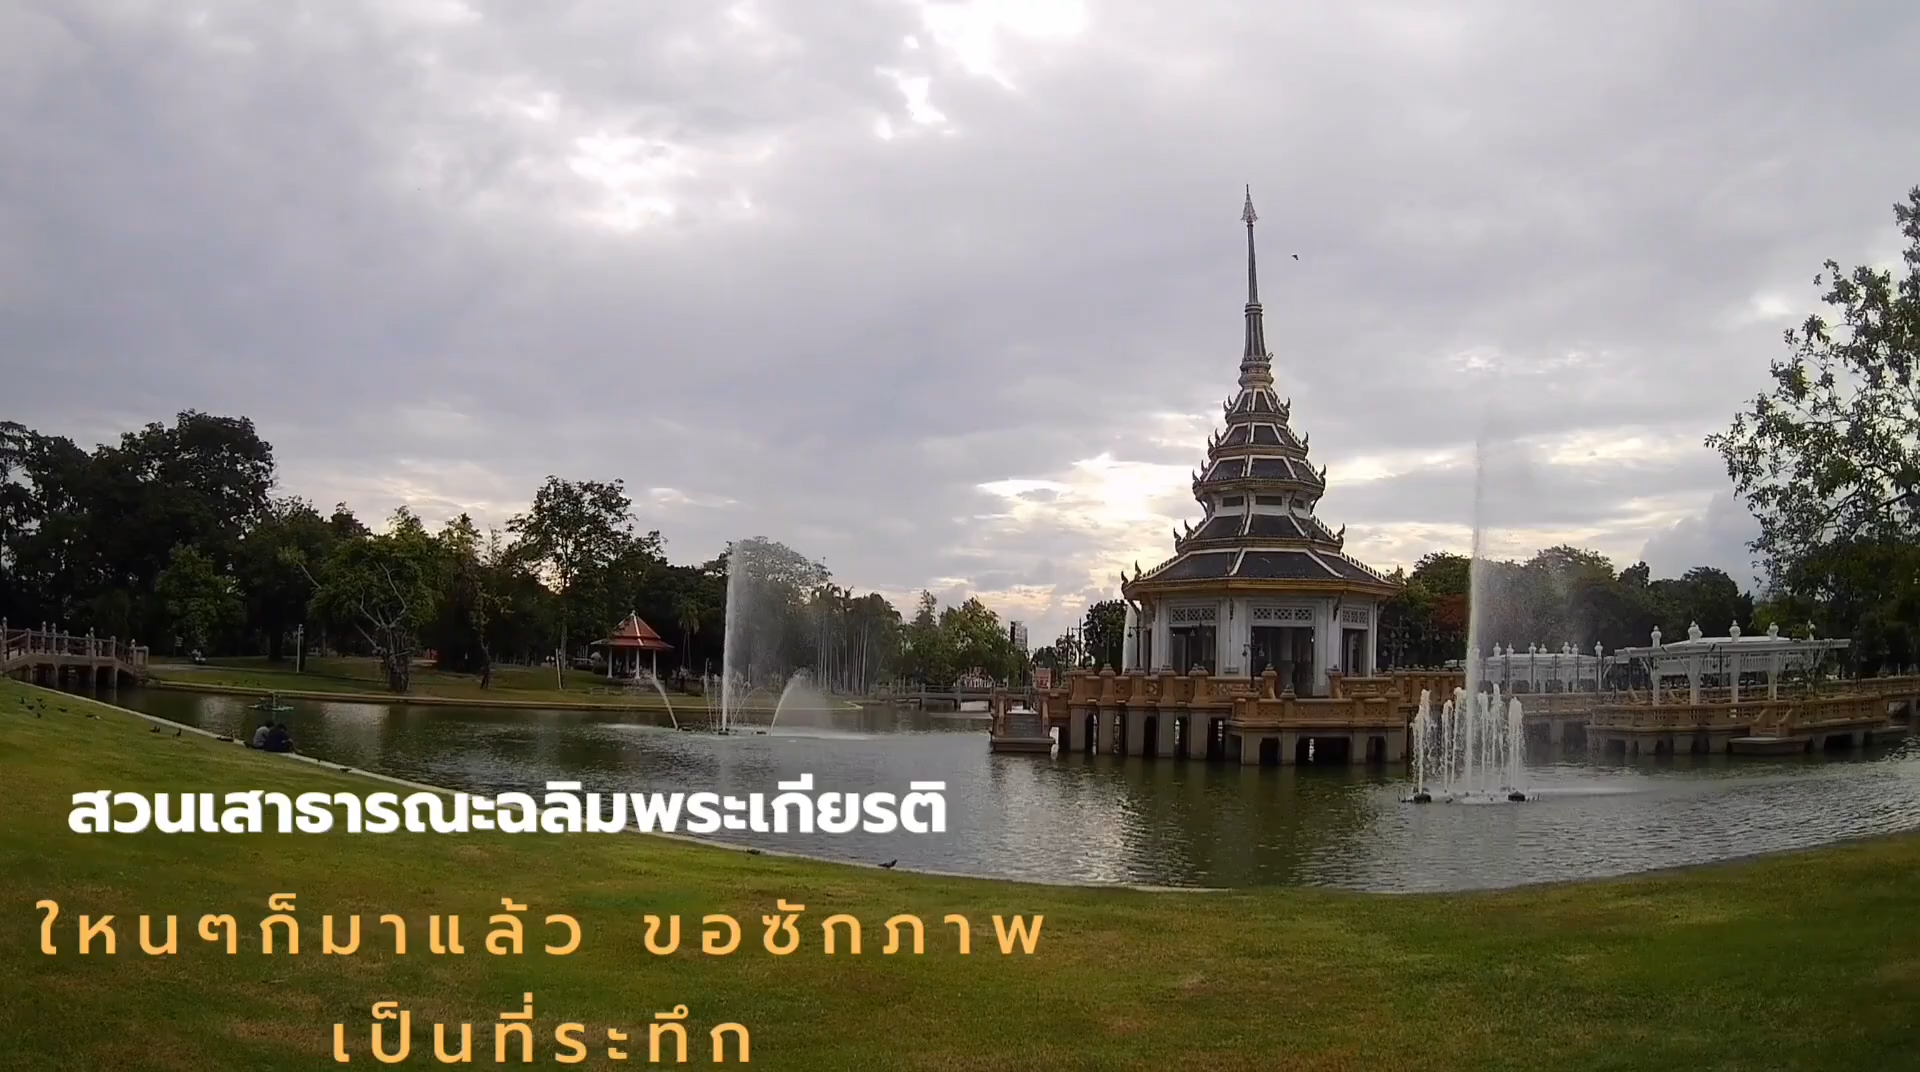 สวนเสาธารณะฉลิมพระเกียรติ
ใหนๆก็มาแล้ว ขอซักภาพ
เป็นที่ระทึก